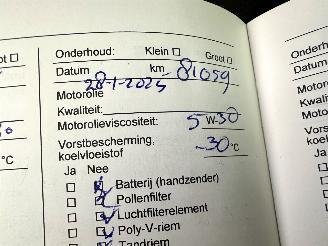 Onderhoud: Klein □ Groot □
Datum 28-1-2025 km 81059
Motorolie
Kwaliteit:
Motorolieviscositeit: 5 W-30
Vorstbescherming,
koelvloeistof -30 °C
Ja Nee
Batterij (handzender)
Pollenfilter
Luchtfilterelement
Poly-V-riem
Tandriem